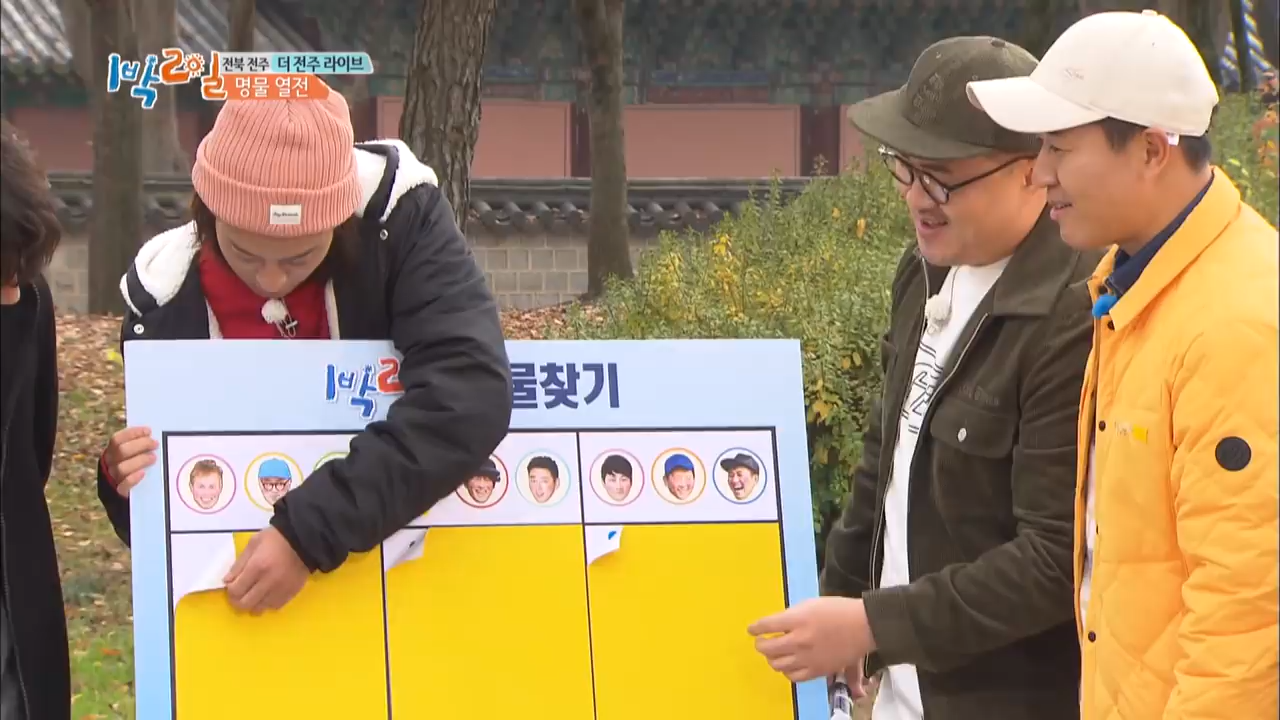 1박2일
전북 전주 더 전주 라이브
명물 열전
1박2
물찾기